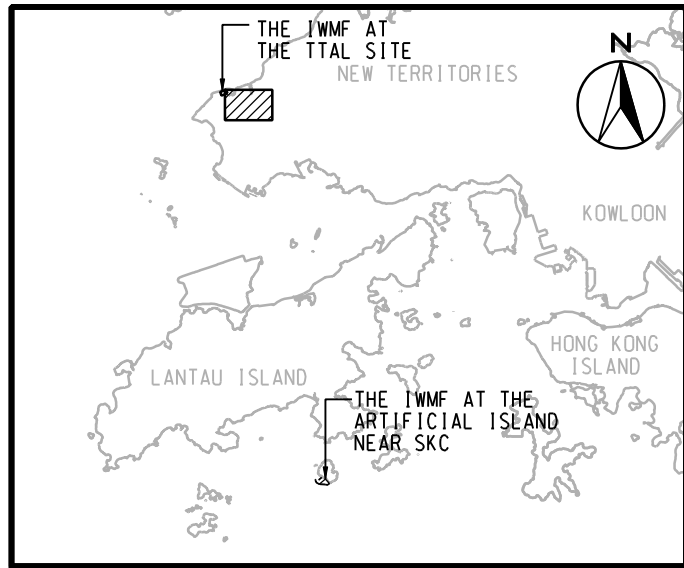 THE IWMF AT
THE TTAL SITE
NEW TERRITORIES
N
KOWLOON
HONG KONG
ISLAND
LANTAU ISLAND
THE IWMF AT THE
ARTIFICIAL ISLAND
NEAR SKC